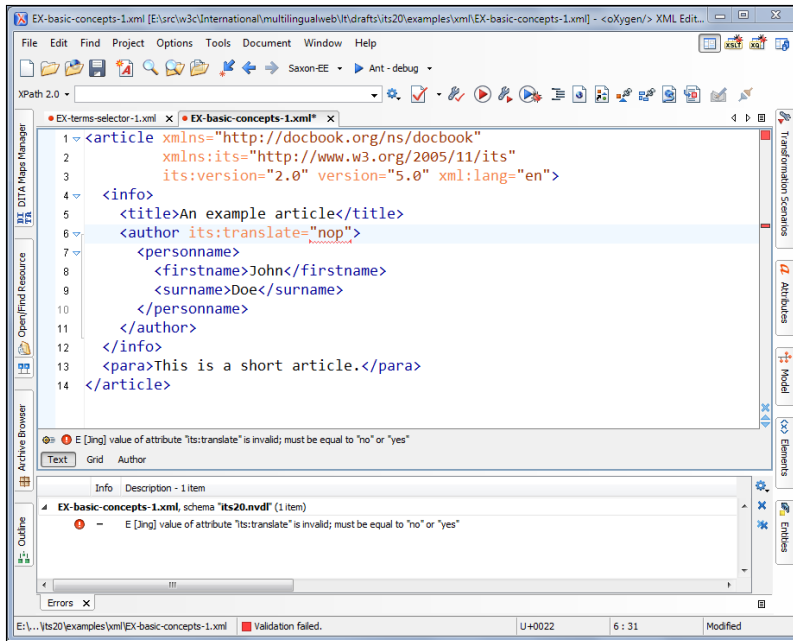 EX-basic-concepts-1.xml [E:\src\w3c\International\multilingualweb\lt\drafts\its20\examples\xml\EX-basic-concepts-1.xml] - <oXygen/> XML Edit...
File Edit Find Project Options Tools Document Window Help
XSLT XQ
Saxon-EE Ant - debug
XPath 2.0
EX-terms-selector-1.xml EX-basic-concepts-1.xml*
DITA Maps Manager
Open/Find Resource
Archive Browser
Outline
1 <article xmlns="http://docbook.org/ns/docbook"
2 xmlns:its="http://www.w3.org/2005/11/its"
3 its:version="2.0" version="5.0" xml:lang="en">
4 <info>
5 <title>An example article</title>
6 <author its:translate="nop">
7 <personname>
8 <firstname>John</firstname>
9 <surname>Doe</surname>
10 </personname>
11 </author>
12 </info>
13 <para>This is a short article.</para>
14 </article>
Transformation Scenarios
Attributes
Model
Elements
Entities
E [Jing] value of attribute "its:translate" is invalid; must be equal to "no" or "yes"
Text Grid Author
Info Description - 1 item
EX-basic-concepts-1.xml, schema "its20.nvdl" (1 item)
E [Jing] value of attribute "its:translate" is invalid; must be equal to "no" or "yes"
Errors
E:\...\its20\examples\xml\EX-basic-concepts-1.xml Validation failed. U+0022 6 : 31 Modified